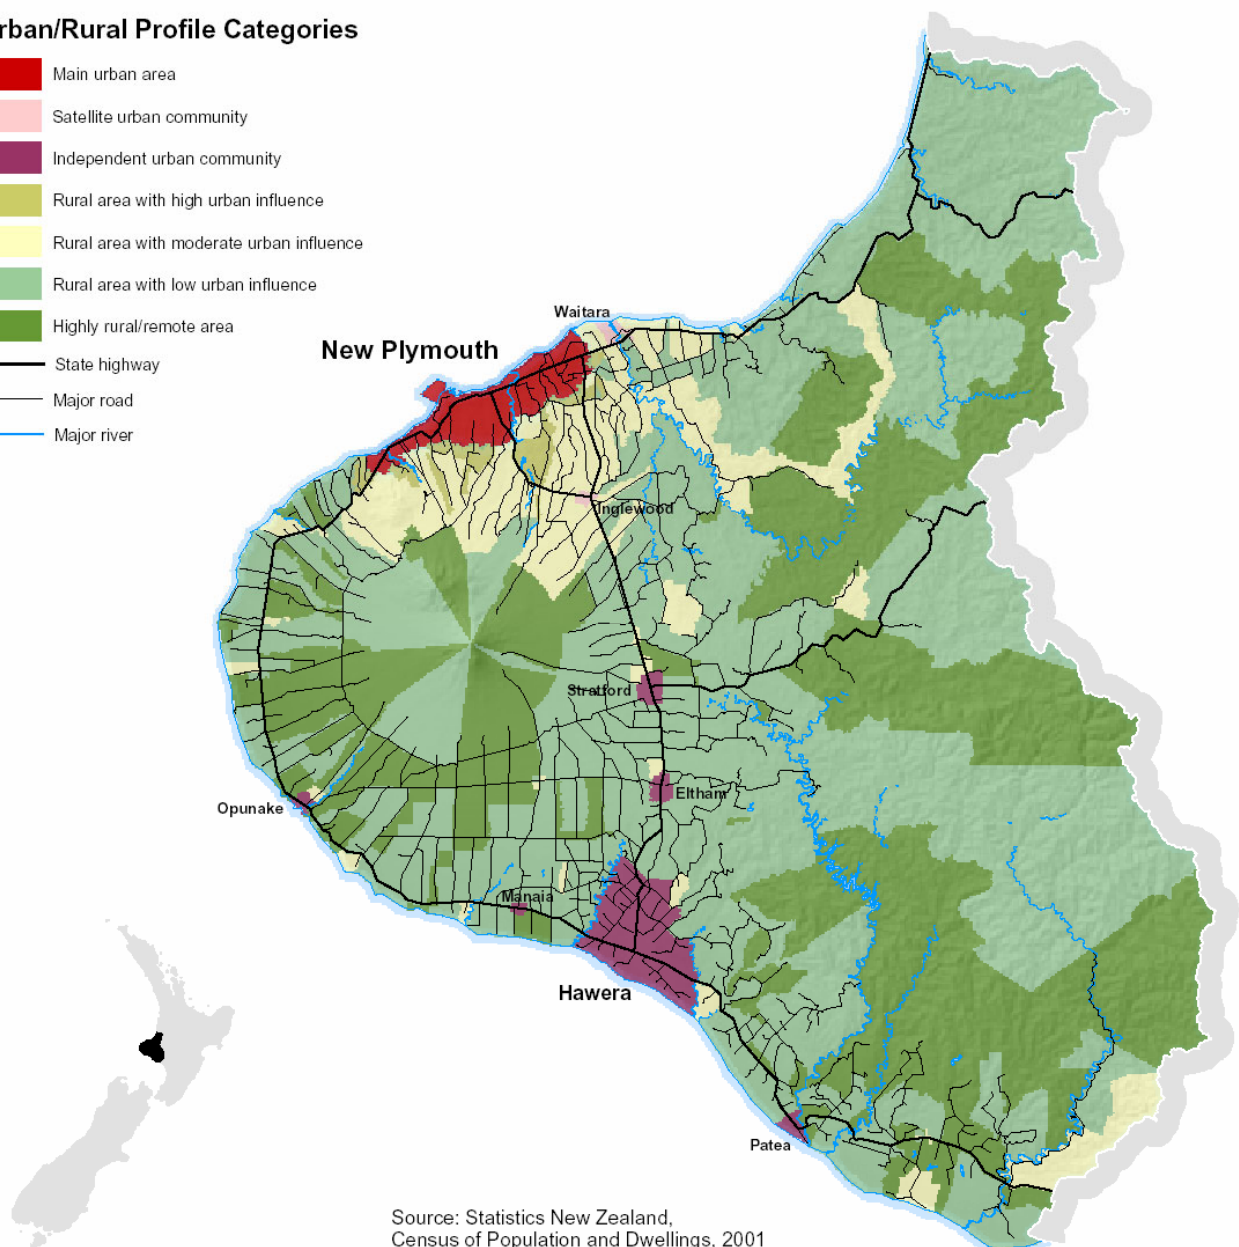 rban/Rural Profile Categories
Main urban area
Satellite urban community
Independent urban community
Rural area with high urban influence
Rural area with moderate urban influence
Rural area with low urban influence
Highly rural/remote area
State highway
Major road
Major river
Waitara
New Plymouth
Inglewood
Stratford
Eltham
Opunake
Manaia
Hawera
Patea
Source: Statistics New Zealand,
Census of Population and Dwellings, 2001